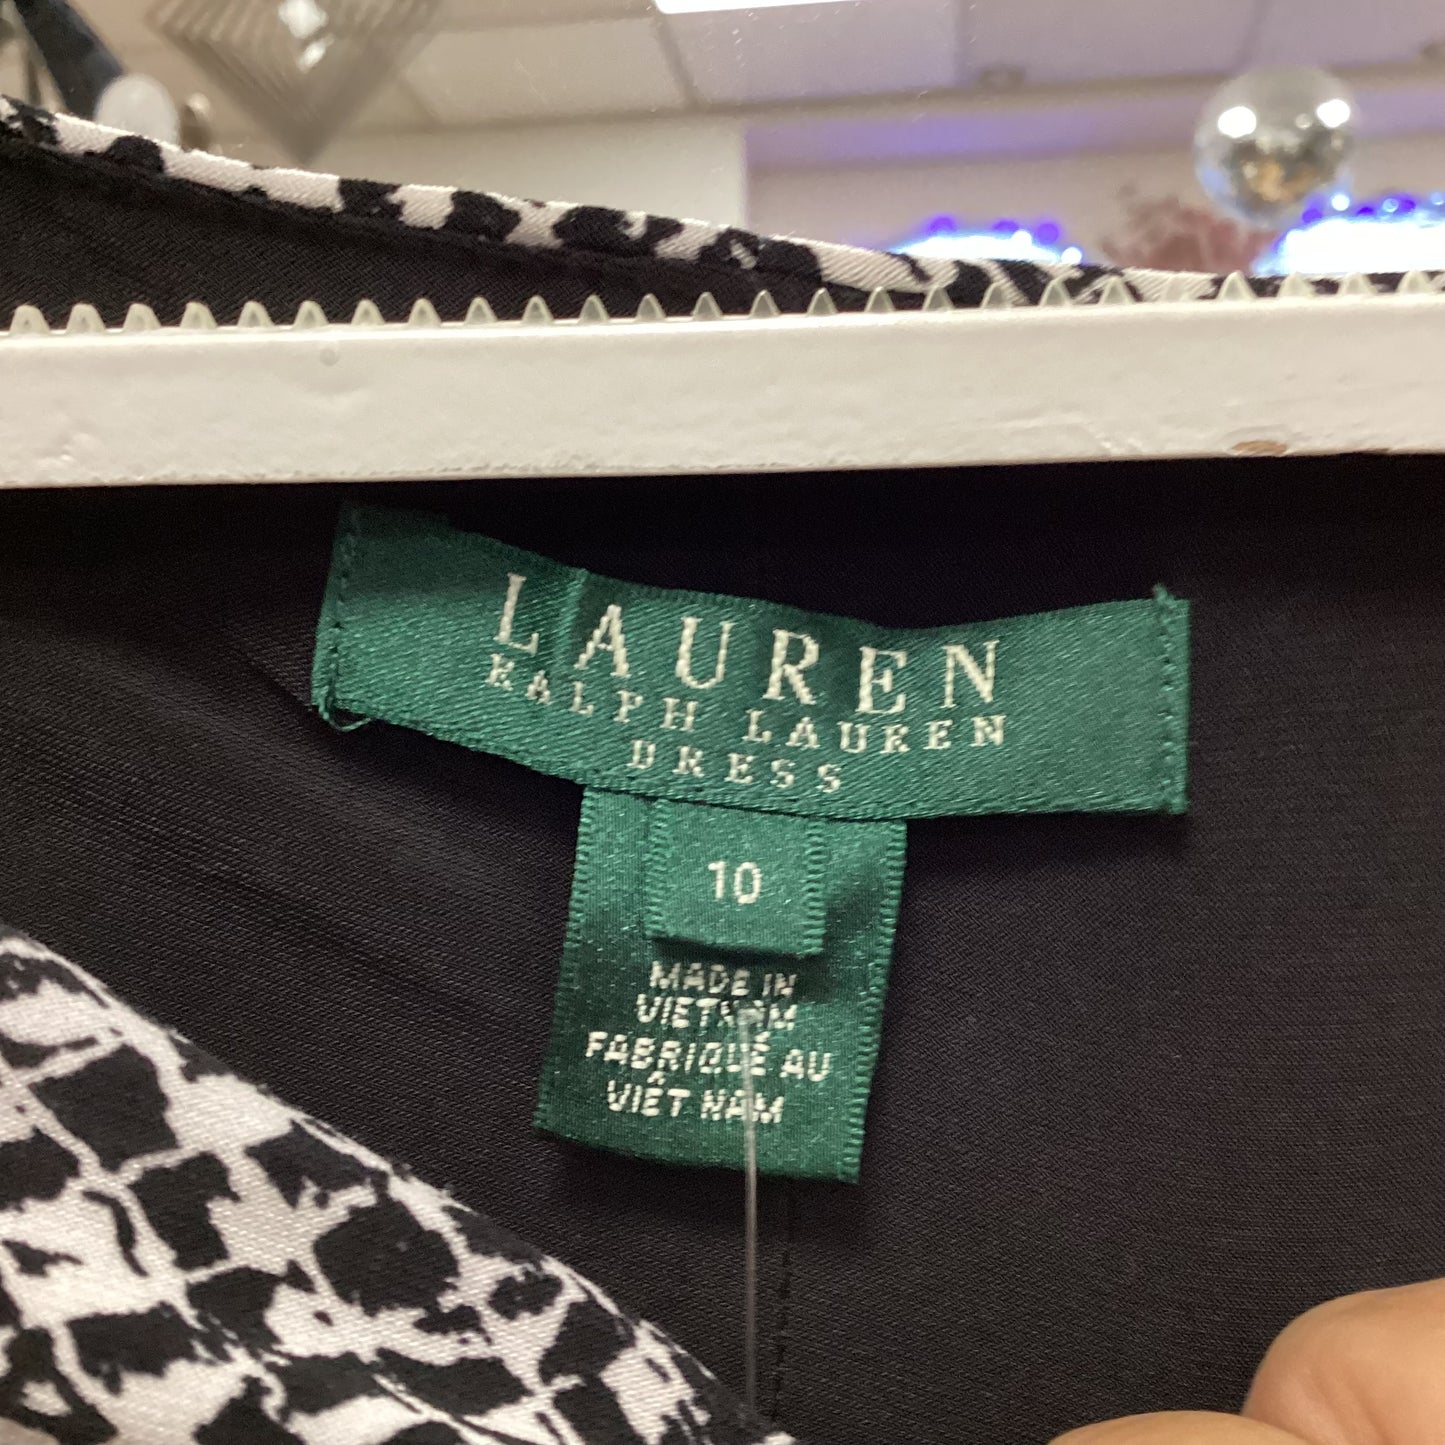 LAUREN
RALPH LAUREN
DRESS
10
MADE IN
VIETNAM
FABRIQUÉ AU
VIÊT NAM